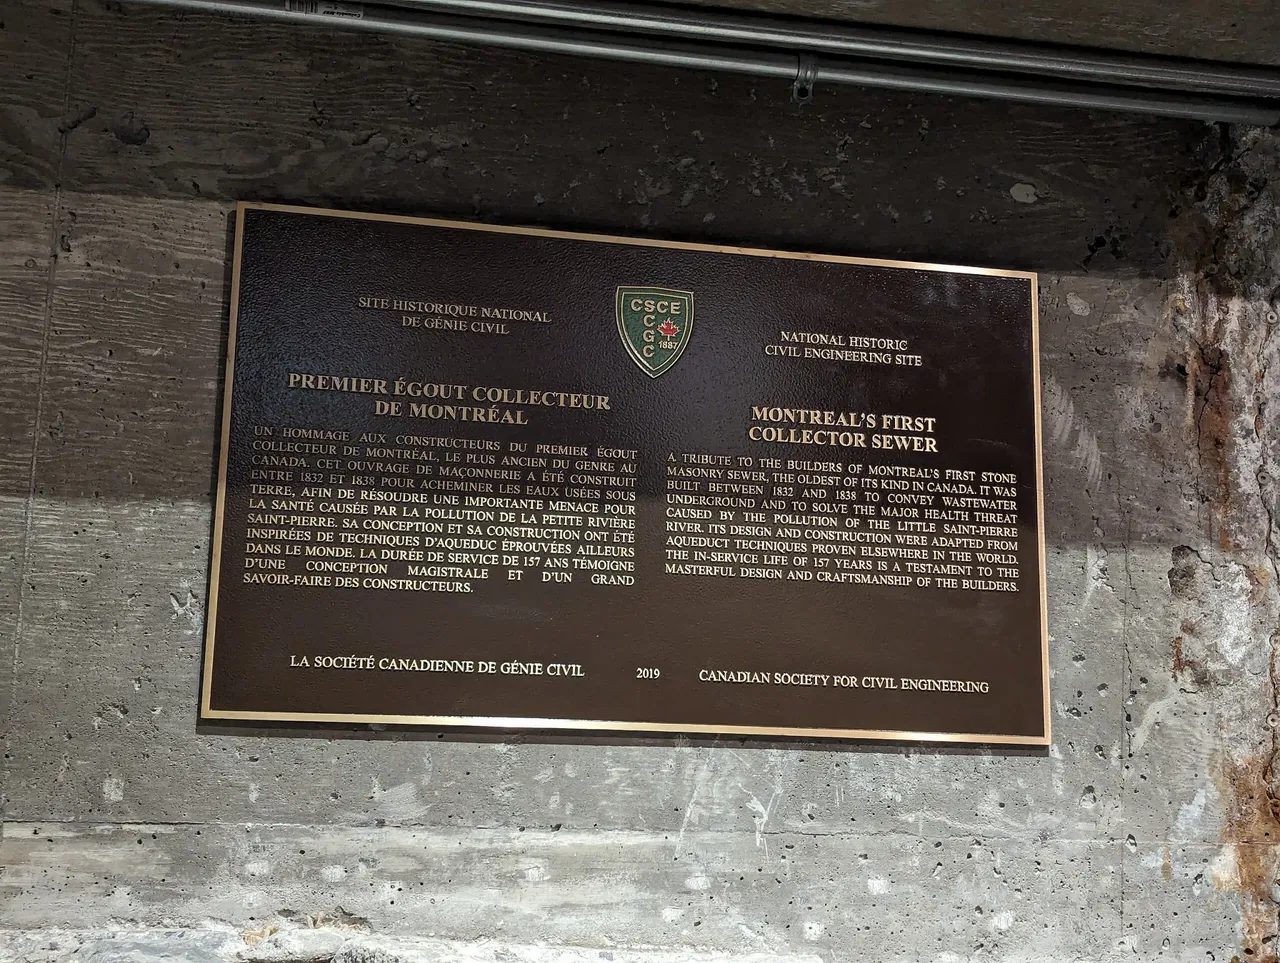 SITE HISTORIQUE NATIONAL
DE GÉNIE CIVIL
CSCE
C
G
C
1887
NATIONAL HISTORIC
CIVIL ENGINEERING SITE
PREMIER ÉGOUT COLLECTEUR
DE MONTRÉAL
UN HOMMAGE AUX CONSTRUCTEURS DU PREMIER ÉGOUT
COLLECTEUR DE MONTRÉAL, LE PLUS ANCIEN DU GENRE AU
CANADA. CET OUVRAGE DE MAÇONNERIE A ÉTÉ CONSTRUIT
ENTRE 1832 ET 1838 POUR ACHEMINER LES EAUX USÉES SOUS
TERRE, AFIN DE RÉSOUDRE UNE IMPORTANTE MENACE POUR
LA SANTÉ CAUSÉE PAR LA POLLUTION DE LA PETITE RIVIÈRE
SAINT-PIERRE. SA CONCEPTION ET SA CONSTRUCTION ONT ÉTÉ
INSPIRÉES DE TECHNIQUES D'AQUEDUC ÉPROUVÉES AILLEURS
DANS LE MONDE. LA DURÉE DE SERVICE DE 157 ANS TÉMOIGNE
D'UNE CONCEPTION MAGISTRALE ET D'UN GRAND
SAVOIR-FAIRE DES CONSTRUCTEURS.
MONTREAL'S FIRST
COLLECTOR SEWER
A TRIBUTE TO THE BUILDERS OF MONTREAL'S FIRST STONE
MASONRY SEWER, THE OLDEST OF ITS KIND IN CANADA. IT WAS
BUILT BETWEEN 1832 AND 1838 TO CONVEY WASTEWATER
UNDERGROUND AND TO SOLVE THE MAJOR HEALTH THREAT
CAUSED BY THE POLLUTION OF THE LITTLE SAINT-PIERRE
RIVER. ITS DESIGN AND CONSTRUCTION WERE ADAPTED FROM
AQUEDUCT TECHNIQUES PROVEN ELSEWHERE IN THE WORLD.
THE IN-SERVICE LIFE OF 157 YEARS IS A TESTAMENT TO THE
MASTERFUL DESIGN AND CRAFTSMANSHIP OF THE BUILDERS.
LA SOCIÉTÉ CANADIENNE DE GÉNIE CIVIL
2019
CANADIAN SOCIETY FOR CIVIL ENGINEERING